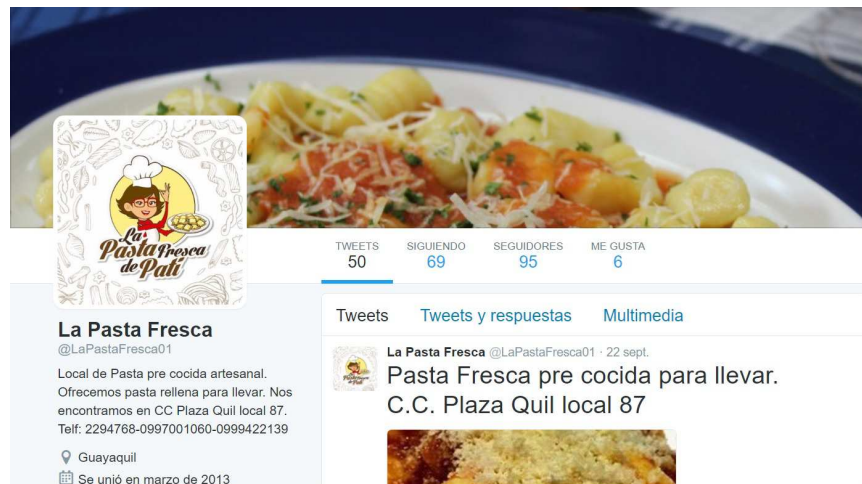 La
Pasta Fresca
de Pati
TWEETS
50
SIGUIENDO
69
SEGUIDORES
95
ME GUSTA
6
La Pasta Fresca
@LaPastaFresca01
Local de Pasta pre cocida artesanal.
Ofrecemos pasta rellena para llevar. Nos
encontramos en CC Plaza Quil local 87.
Telf: 2294768-0997001060-0999422139
Guayaquil
Se unió en marzo de 2013
Tweets Tweets y respuestas Multimedia
La Pasta Fresca @LaPastaFresca01 · 22 sept.
Pasta Fresca pre cocida para llevar.
C.C. Plaza Quil local 87